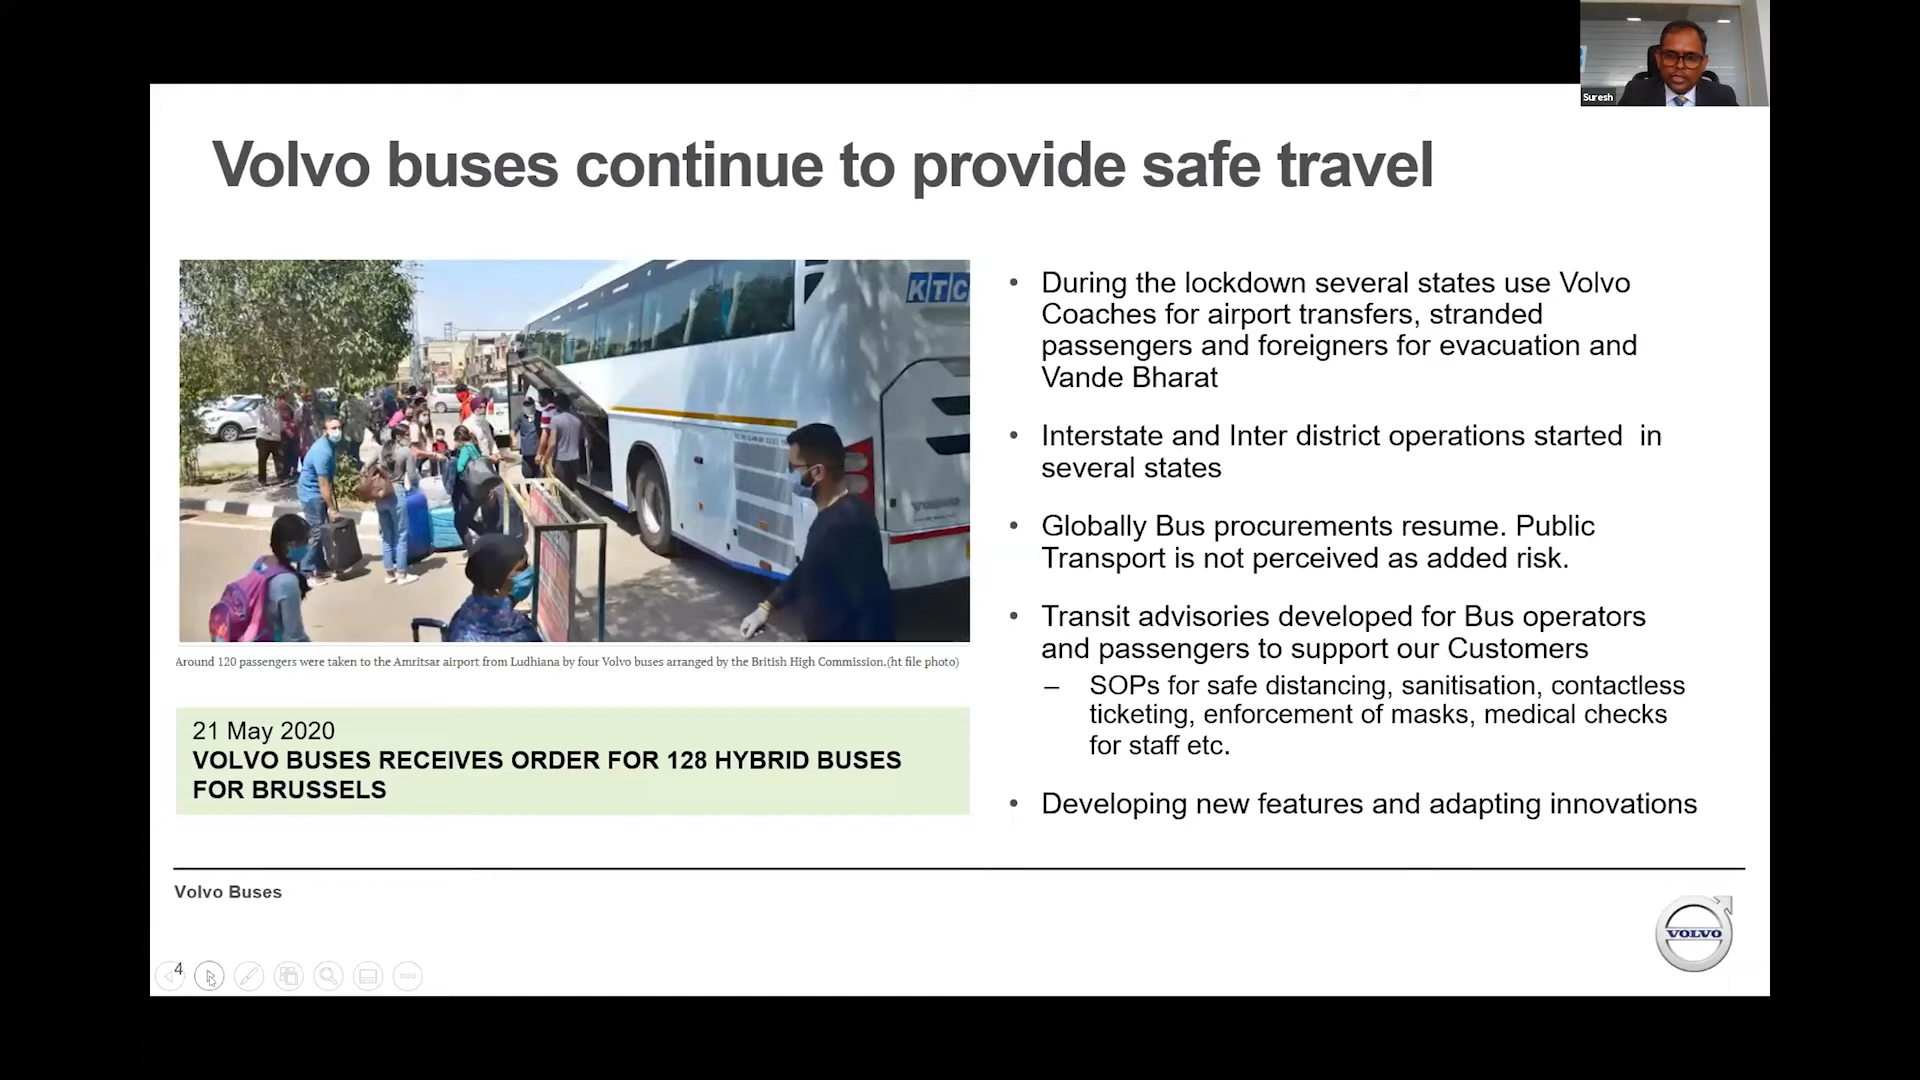 Suresh
Volvo buses continue to provide safe travel
KTC
VOLVO
Around 120 passengers were taken to the Amritsar airport from Ludhiana by four Volvo buses arranged by the British High Commission.(ht file photo)
21 May 2020
VOLVO BUSES RECEIVES ORDER FOR 128 HYBRID BUSES
FOR BRUSSELS
• During the lockdown several states use Volvo
Coaches for airport transfers, stranded
passengers and foreigners for evacuation and
Vande Bharat
• Interstate and Inter district operations started in
several states
• Globally Bus procurements resume. Public
Transport is not perceived as added risk.
• Transit advisories developed for Bus operators
and passengers to support our Customers
– SOPs for safe distancing, sanitisation, contactless
ticketing, enforcement of masks, medical checks
for staff etc.
• Developing new features and adapting innovations
Volvo Buses
VOLVO
4